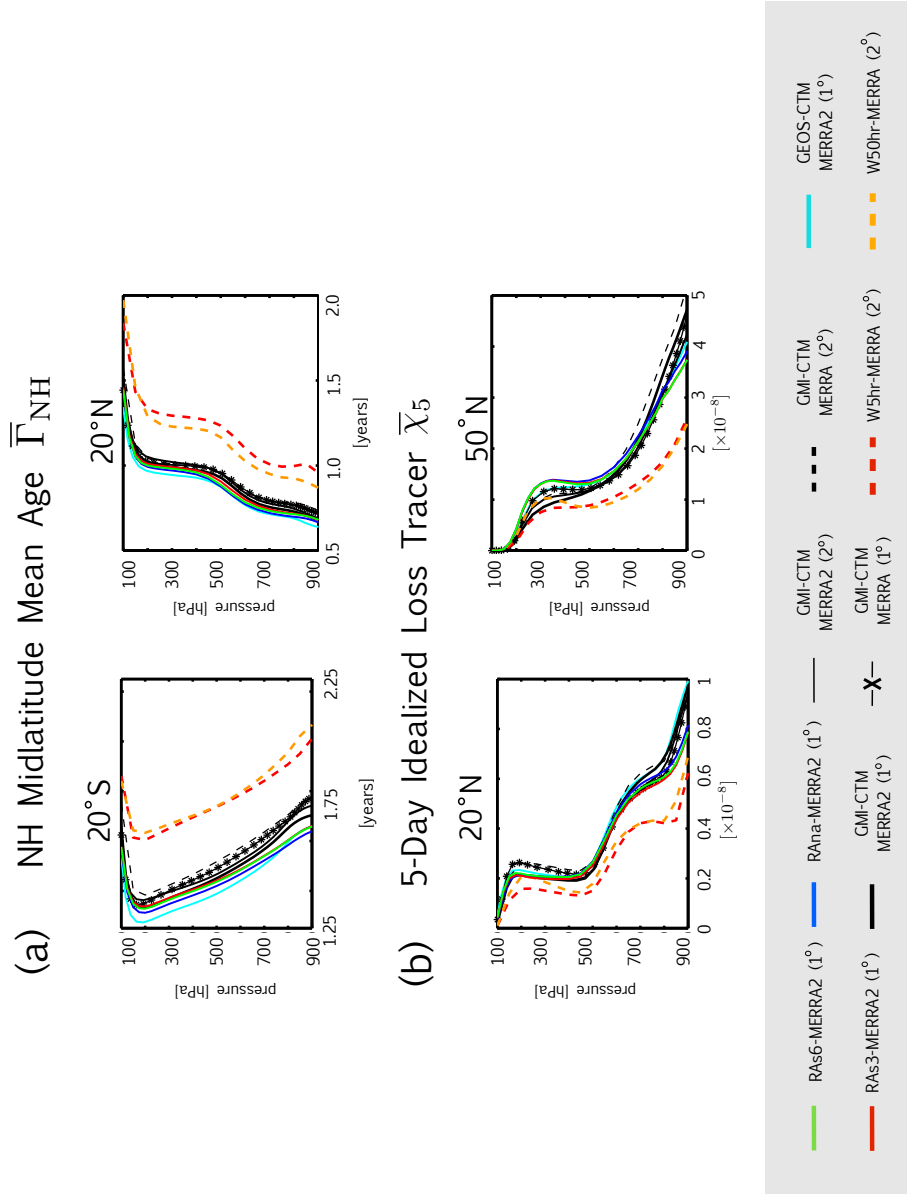 (a) NH Midlatitude Mean Age Γ̅NH
20°S
pressure [hPa]
100
300
500
700
900
1.25
1.75
2.25
[years]
20°N
pressure [hPa]
100
300
500
700
900
0.5
1.0
1.5
2.0
[years]
(b) 5-Day Idealized Loss Tracer χ̅5
20°N
pressure [hPa]
100
300
500
700
900
0
0.2
0.4
0.6
0.8
1
[×10−8]
50°N
pressure [hPa]
100
300
500
700
900
0
1
2
3
4
5
[×10−8]
RAs6-MERRA2 (1°)
RAna-MERRA2 (1°)
GMI-CTM
MERRA2 (2°)
GMI-CTM
MERRA (2°)
GEOS-CTM
MERRA2 (1°)
RAs3-MERRA2 (1°)
GMI-CTM
MERRA2 (1°)
GMI-CTM
MERRA (1°)
W5hr-MERRA (2°)
W50hr-MERRA (2°)